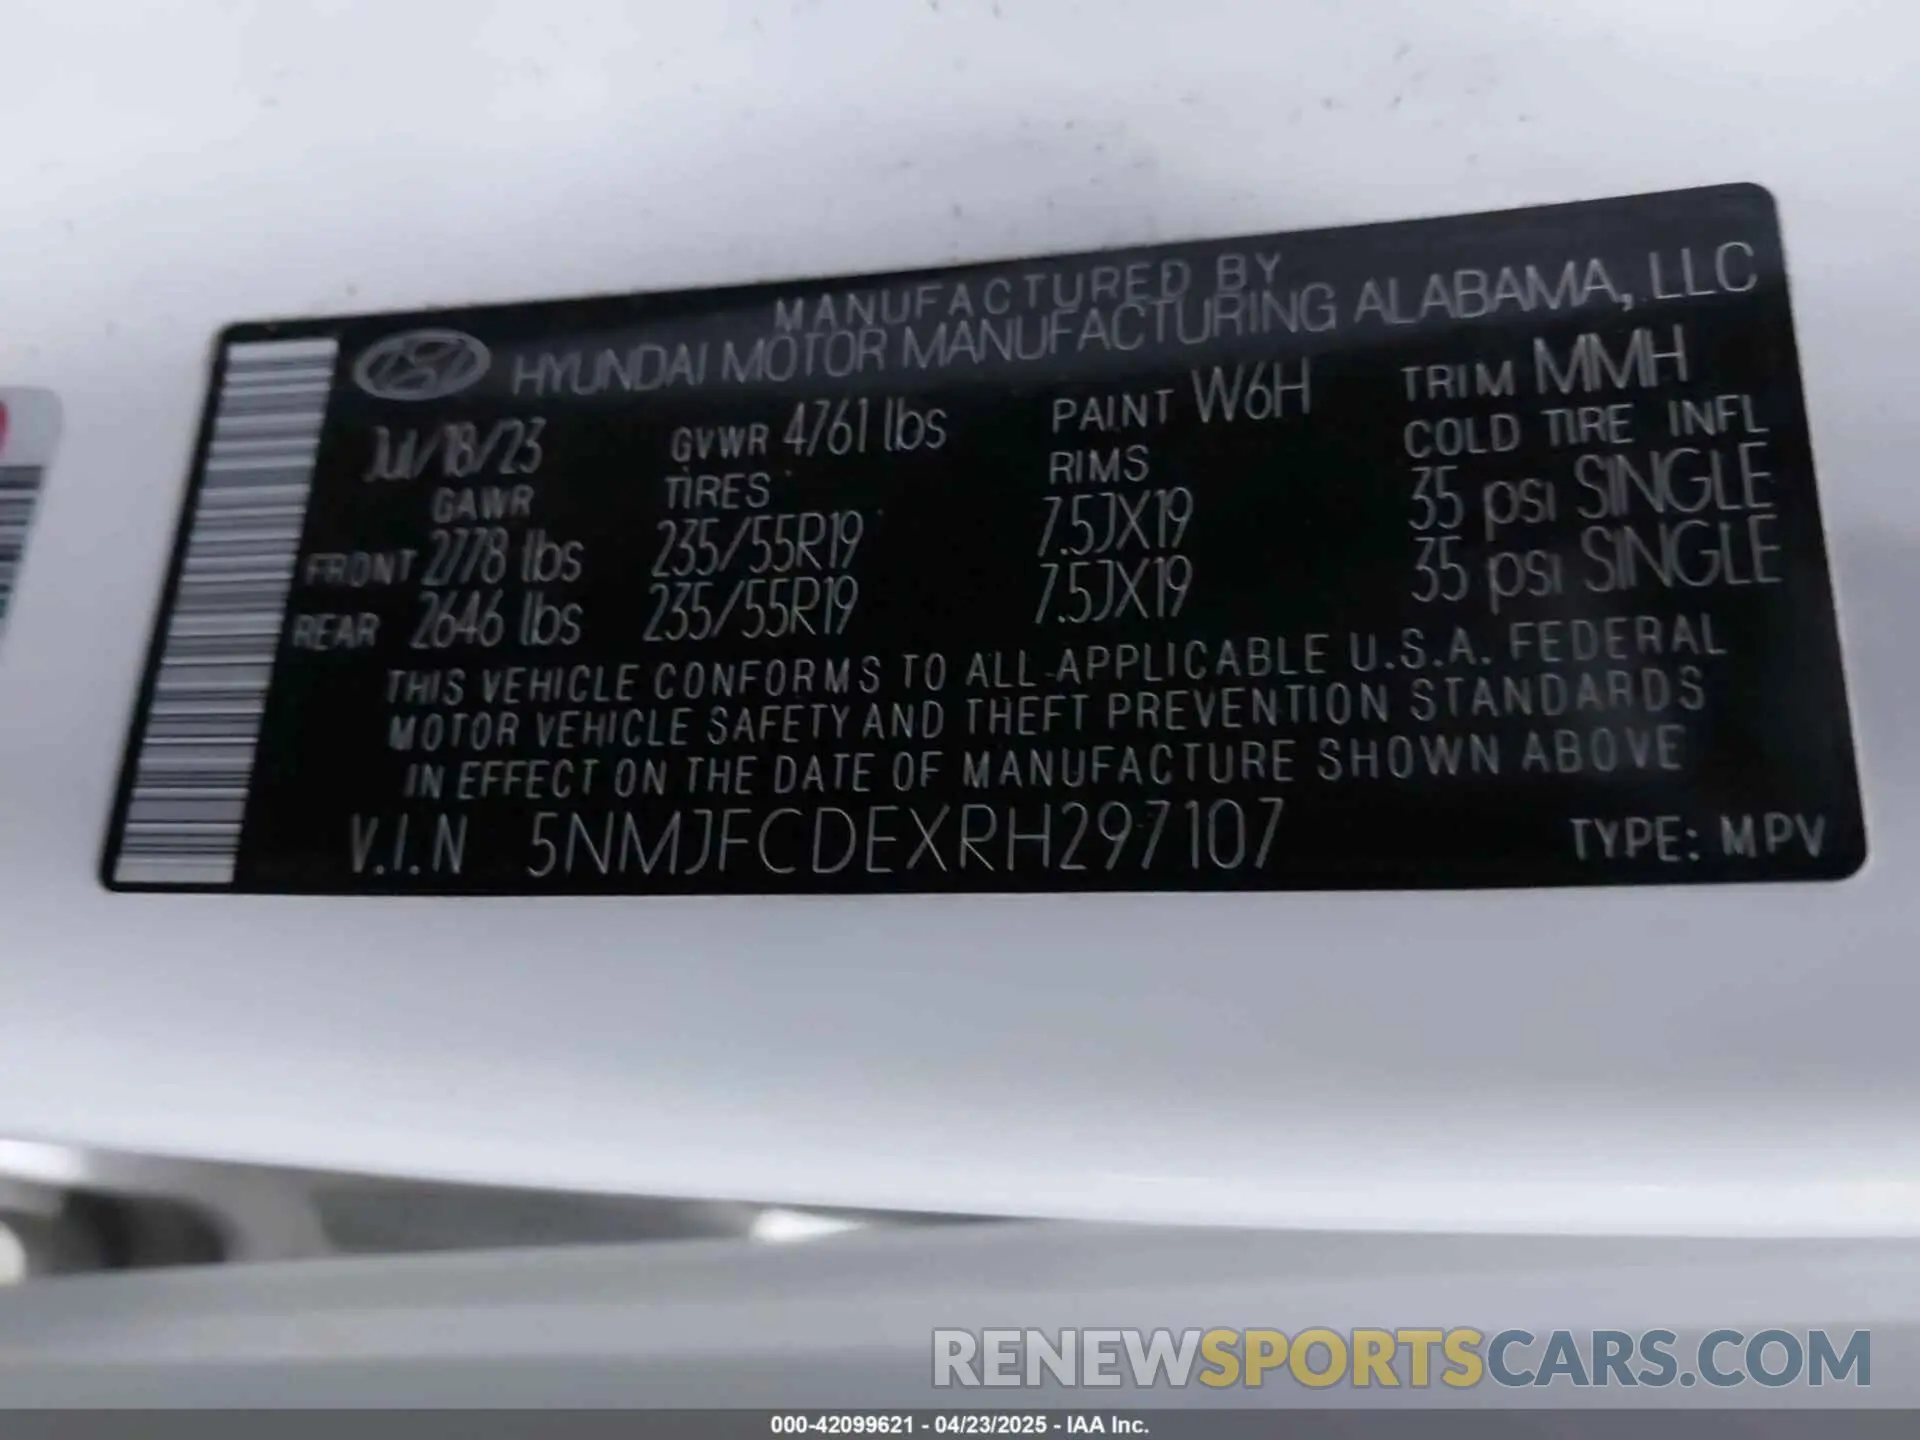 MANUFACTURED BY
HYUNDAI MOTOR MANUFACTURING ALABAMA, LLC
Jul/18/23 GVWR 4761 lbs PAINT W6H TRIM MMH
GAWR TIRES RIMS COLD TIRE INFL
FRONT 2778 lbs 235/55R19 7.5JX19 35 psi SINGLE
REAR 2646 lbs 235/55R19 7.5JX19 35 psi SINGLE
THIS VEHICLE CONFORMS TO ALL APPLICABLE U.S.A. FEDERAL
MOTOR VEHICLE SAFETY AND THEFT PREVENTION STANDARDS
IN EFFECT ON THE DATE OF MANUFACTURE SHOWN ABOVE
V.I.N 5NMJFCDEXRH297107 TYPE: MPV
RENEWSPORTSCARS.COM
000-42099621 - 04/23/2025 - IAA Inc.